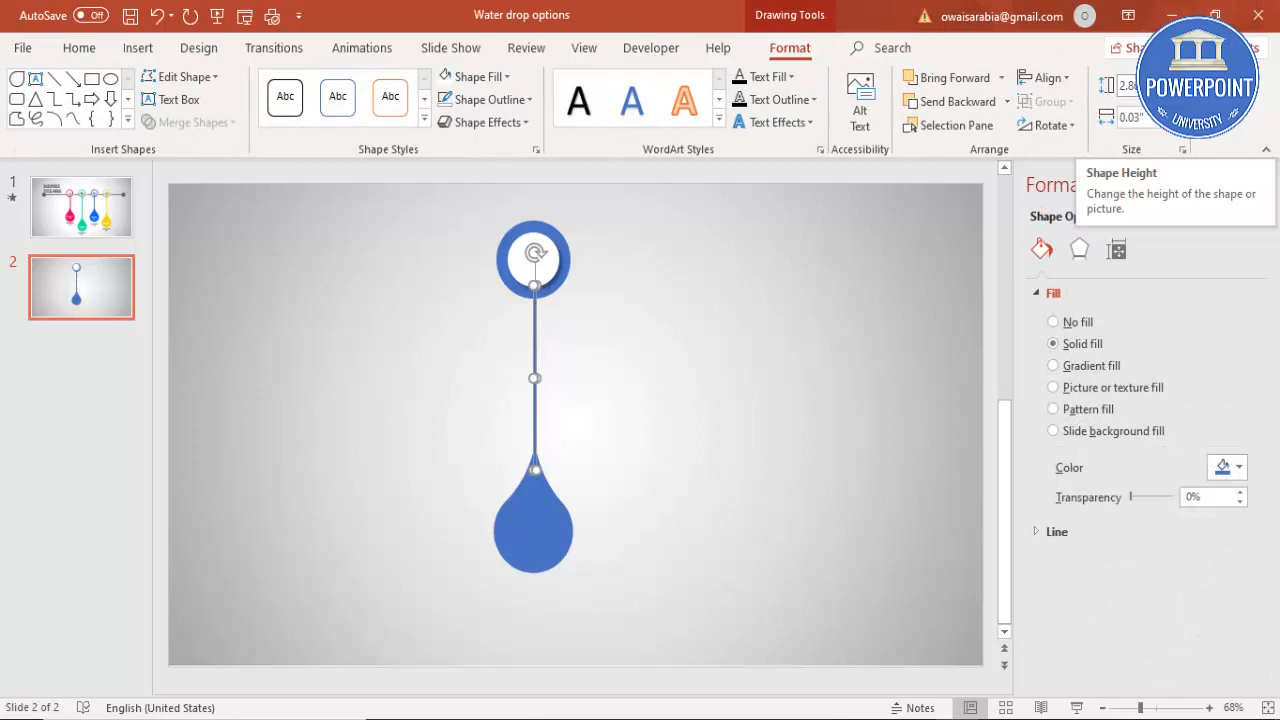 AutoSave Off Water drop options Drawing Tools owaisarabia@gmail.com O
File Home Insert Design Transitions Animations Slide Show Review View Developer Help Format Search
Edit Shape
Text Box
Merge Shapes
Insert Shapes
Abc Abc Abc
Shape Fill
Shape Outline
Shape Effects
Shape Styles
A A A
Text Fill
Text Outline
Text Effects
WordArt Styles
Alt
Text
Accessibility
Bring Forward
Send Backward
Selection Pane
Align
Group
Rotate
Arrange
0.03"
Size
POWERPOINT
UNIVERSITY
Shape Height
Change the height of the shape or
picture.
Fill
No fill
Solid fill
Gradient fill
Picture or texture fill
Pattern fill
Slide background fill
Color
Transparency 0%
Line
1
2
Slide 2 of 2 English (United States) Notes 68%